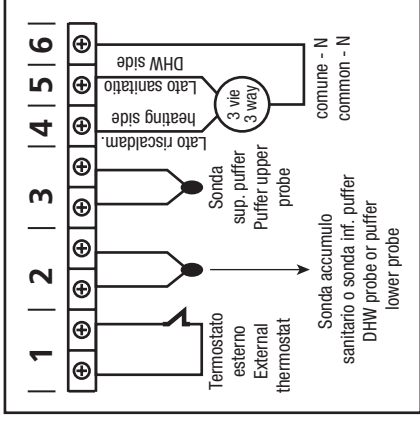 1 2 3 4 5 6
Termostato
esterno
External
thermostat
Sonda accumulo
sanitario o sonda inf. puffer
DHW probe or puffer
lower probe
Sonda
sup. puffer
Puffer upper
probe
Lato riscaldam.
heating side
Lato sanitatio
DHW side
3 vie
3 way
comune - N
common - N